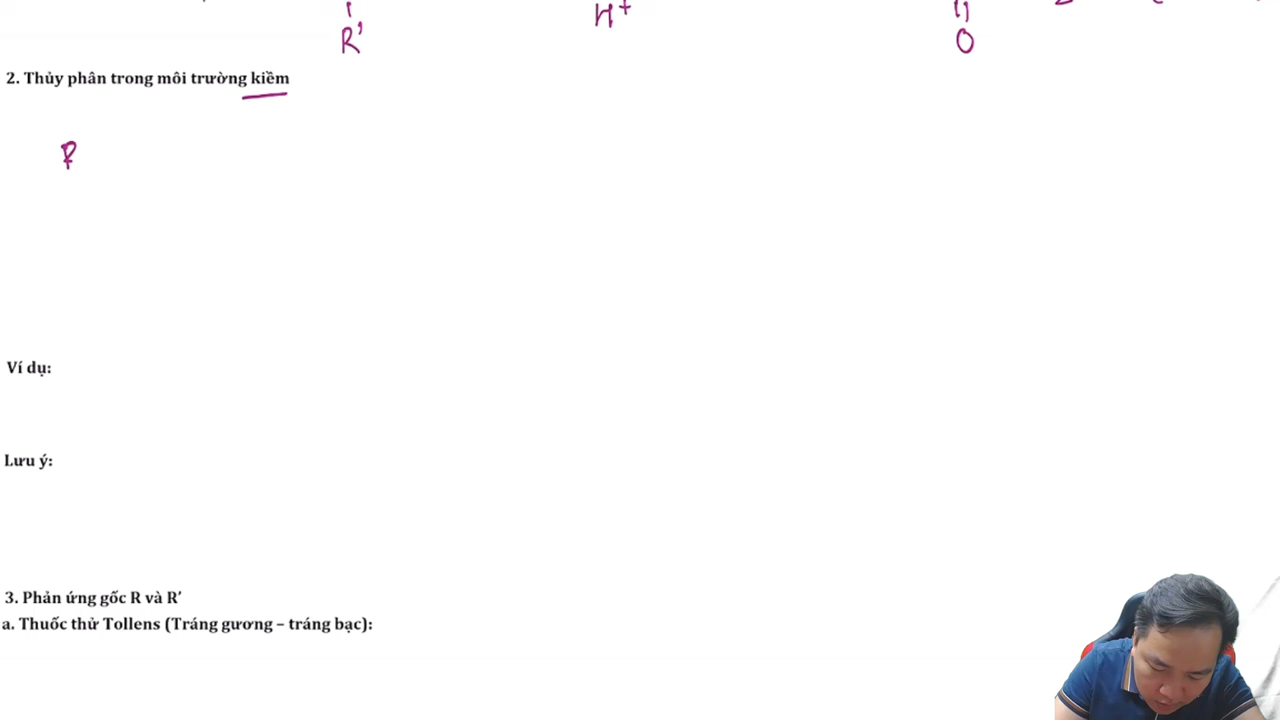 R' H⁺ O
2. Thủy phân trong môi trường kiềm
R
Ví dụ:
Lưu ý:
3. Phản ứng gốc R và R’
a. Thuốc thử Tollens (Tráng gương – tráng bạc):